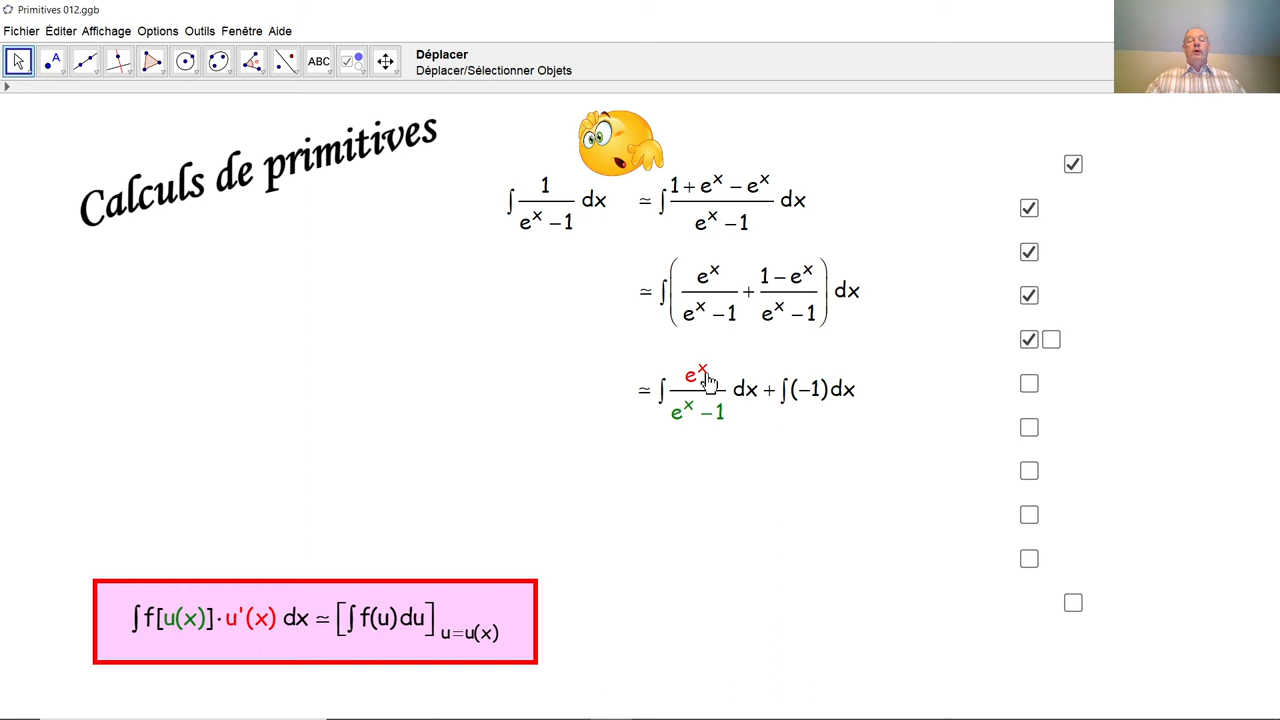 Primitives 012.ggb
Fichier Éditer Affichage Options Outils Fenêtre Aide
A ABC
Déplacer
Déplacer/Sélectionner Objets
Calculs de primitives
∫ 1/(eˣ − 1) dx ≃ ∫ (1 + eˣ − eˣ)/(eˣ − 1) dx
≃ ∫ ( eˣ/(eˣ − 1) + (1 − eˣ)/(eˣ − 1) ) dx
≃ ∫ eˣ/(eˣ − 1) dx + ∫(−1)dx
∫f[u(x)]·u'(x) dx ≃ [∫f(u)du] u=u(x)